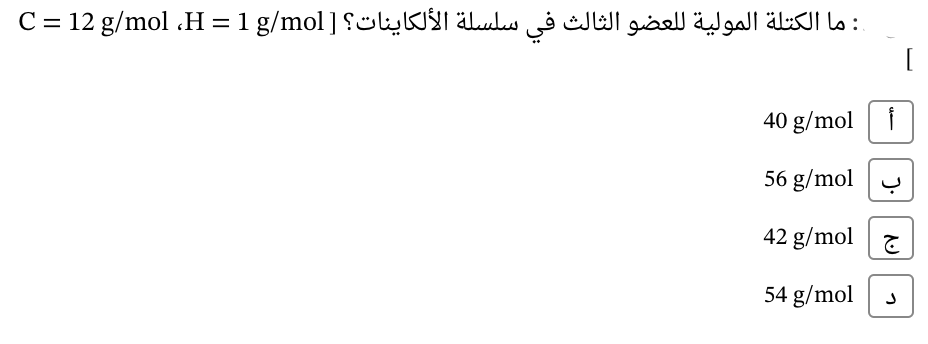 : ما الكتلة المولية للعضو الثالث في سلسلة الألكاينات؟ [ C = 12 g/mol ،H = 1 g/mol
]
أ 40 g/mol
ب 56 g/mol
ج 42 g/mol
د 54 g/mol